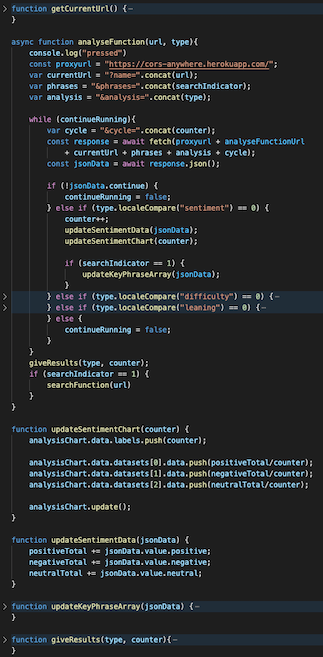 function getCurrentUrl() {⋯
}
async function analyseFunction(url, type){
console.log("pressed")
const proxyurl = "https://cors-anywhere.herokuapp.com/";
var currentUrl = "?name=".concat(url);
var phrases = "&phrases=".concat(searchIndicator);
var analysis = "&analysis=".concat(type);
while (continueRunning){
var cycle = "&cycle=".concat(counter);
const response = await fetch(proxyurl + analyseFunctionUrl
+ currentUrl + phrases + analysis + cycle);
const jsonData = await response.json();
if (!jsonData.continue) {
continueRunning = false;
} else if (type.localeCompare("sentiment") == 0) {
counter++;
updateSentimentData(jsonData);
updateSentimentChart(counter);
if (searchIndicator == 1) {
updateKeyPhraseArray(jsonData);
}
} else if (type.localeCompare("difficulty") == 0) {⋯
} else if (type.localeCompare("leaning") == 0) {⋯
} else {
continueRunning = false;
}
}
giveResults(type, counter);
if (searchIndicator == 1) {
searchFunction(url)
}
}
function updateSentimentChart(counter) {
analysisChart.data.labels.push(counter);
analysisChart.data.datasets[0].data.push(positiveTotal/counter);
analysisChart.data.datasets[1].data.push(negativeTotal/counter);
analysisChart.data.datasets[2].data.push(neutralTotal/counter);
analysisChart.update();
}
function updateSentimentData(jsonData) {
positiveTotal += jsonData.value.positive;
negativeTotal += jsonData.value.negative;
neutralTotal += jsonData.value.neutral;
}
function updateKeyPhraseArray(jsonData) {⋯
}
function giveResults(type, counter){⋯
}